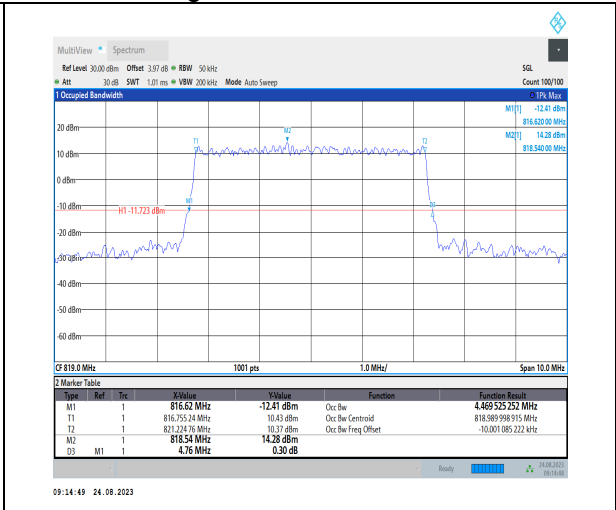 MultiView Spectrum
Ref Level 30.00 dBm Offset 3.97 dB RBW 50 kHz SGL
Att 30 dB SWT 1.01 ms VBW 200 kHz Mode Auto Sweep Count 100/100
1 Occupied Bandwidth 1Pk Max
M1[1] -12.41 dBm
816.620 00 MHz
M2[1] 14.28 dBm
818.540 00 MHz
20 dBm
M2
T1 T2
10 dBm
0 dBm
M1
-10 dBm
D3
H1 -11.723 dBm
-20 dBm
-30 dBm
-40 dBm
-50 dBm
-60 dBm
CF 819.0 MHz 1001 pts 1.0 MHz/ Span 10.0 MHz
2 Marker Table
Type Ref Trc X-Value Y-Value Function Function Result
M1 1 816.62 MHz -12.41 dBm Occ Bw 4.469 525 252 MHz
T1 1 816.755 24 MHz 10.43 dBm Occ Bw Centroid 818.989 998 915 MHz
T2 1 821.224 76 MHz 10.37 dBm Occ Bw Freq Offset -10.001 085 222 kHz
M2 1 818.54 MHz 14.28 dBm
D3 M1 1 4.76 MHz 0.30 dB
Ready 24.08.2023
09:14:48
09:14:49 24.08.2023